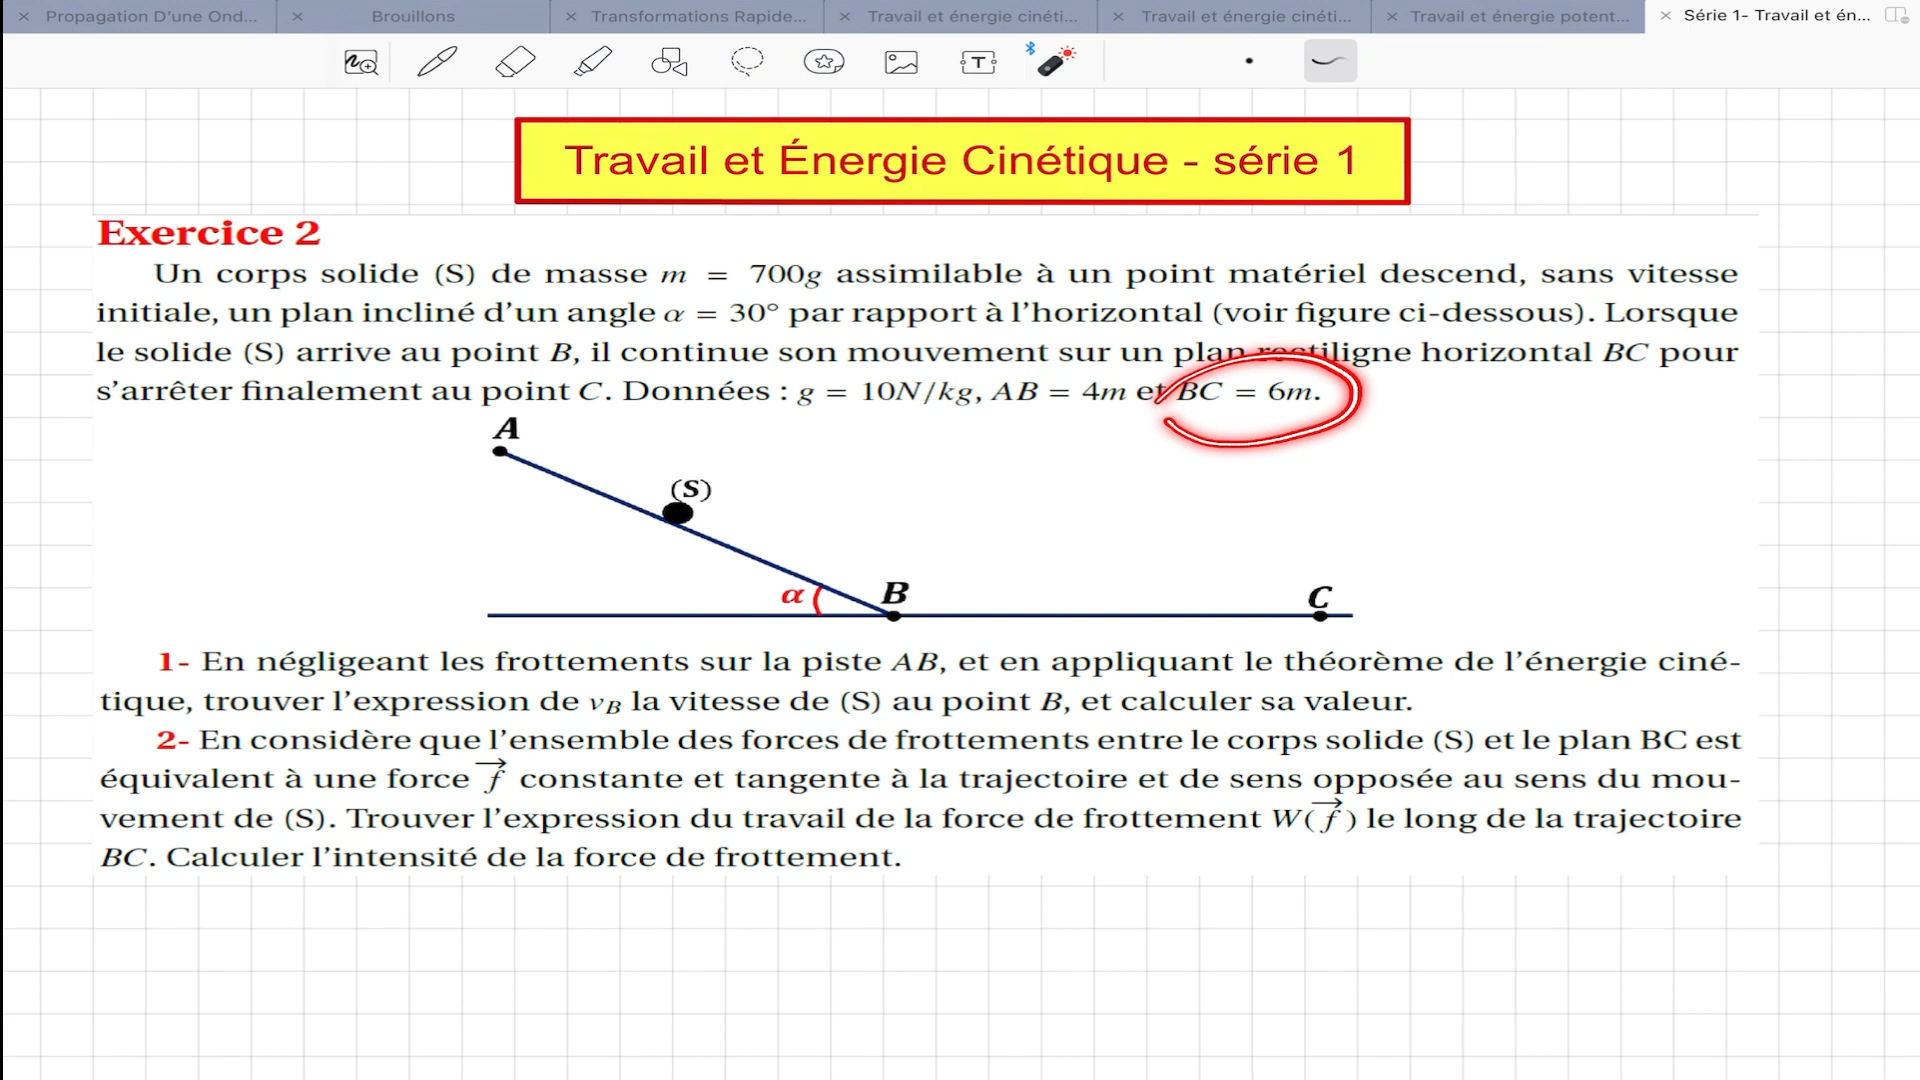 Propagation D'une Ond...
Brouillons
Transformations Rapide...
Travail et énergie cinéti...
Travail et énergie cinéti...
Travail et énergie potent...
Série 1- Travail et én...
T
Travail et Énergie Cinétique - série 1
Exercice 2
Un corps solide (S) de masse m = 700g assimilable à un point matériel descend, sans vitesse
initiale, un plan incliné d'un angle α = 30° par rapport à l'horizontal (voir figure ci-dessous). Lorsque
le solide (S) arrive au point B, il continue son mouvement sur un plan rectiligne horizontal BC pour
s'arrêter finalement au point C. Données : g = 10N/kg, AB = 4m et BC = 6m.
A
(S)
α
B
C
1- En négligeant les frottements sur la piste AB, et en appliquant le théorème de l'énergie ciné-
tique, trouver l'expression de v_B la vitesse de (S) au point B, et calculer sa valeur.
2- En considère que l'ensemble des forces de frottements entre le corps solide (S) et le plan BC est
équivalent à une force f⃗ constante et tangente à la trajectoire et de sens opposée au sens du mou-
vement de (S). Trouver l'expression du travail de la force de frottement W(f⃗) le long de la trajectoire
BC. Calculer l'intensité de la force de frottement.